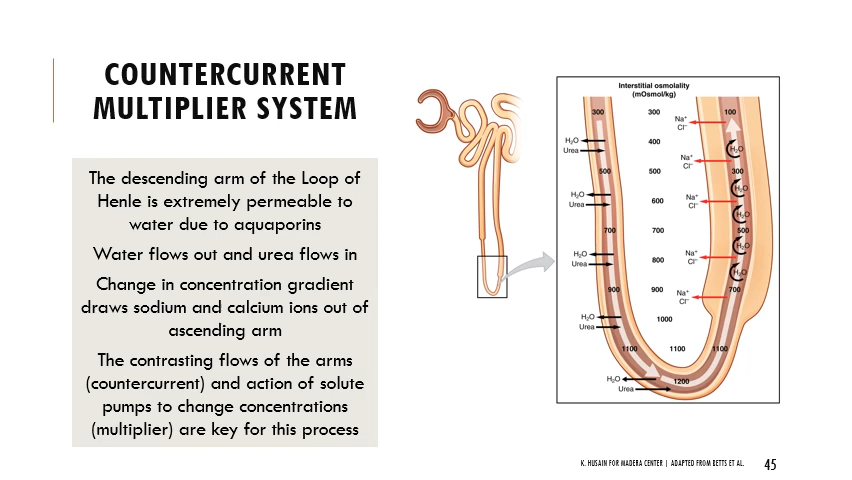 COUNTERCURRENT
MULTIPLIER SYSTEM
The descending arm of the Loop of
Henle is extremely permeable to
water due to aquaporins
Water flows out and urea flows in
Change in concentration gradient
draws sodium and calcium ions out of
ascending arm
The contrasting flows of the arms
(countercurrent) and action of solute
pumps to change concentrations
(multiplier) are key for this process
Interstitial osmolality
(mOsmol/kg)
300 300 100
Na⁺
Cl⁻
H₂O 400 H₂O
Urea
Na⁺
Cl⁻
500 500 300
H₂O
H₂O 600 Na⁺
Urea Cl⁻
H₂O
700 700 500
H₂O
H₂O 800 Na⁺
Urea Cl⁻
H₂O
900 900 Na⁺ 700
Cl⁻
H₂O 1000
Urea
1100 1100 1100
H₂O 1200
Urea
K. HUSAIN FOR MADERA CENTER | ADAPTED FROM BETTS ET AL. 45